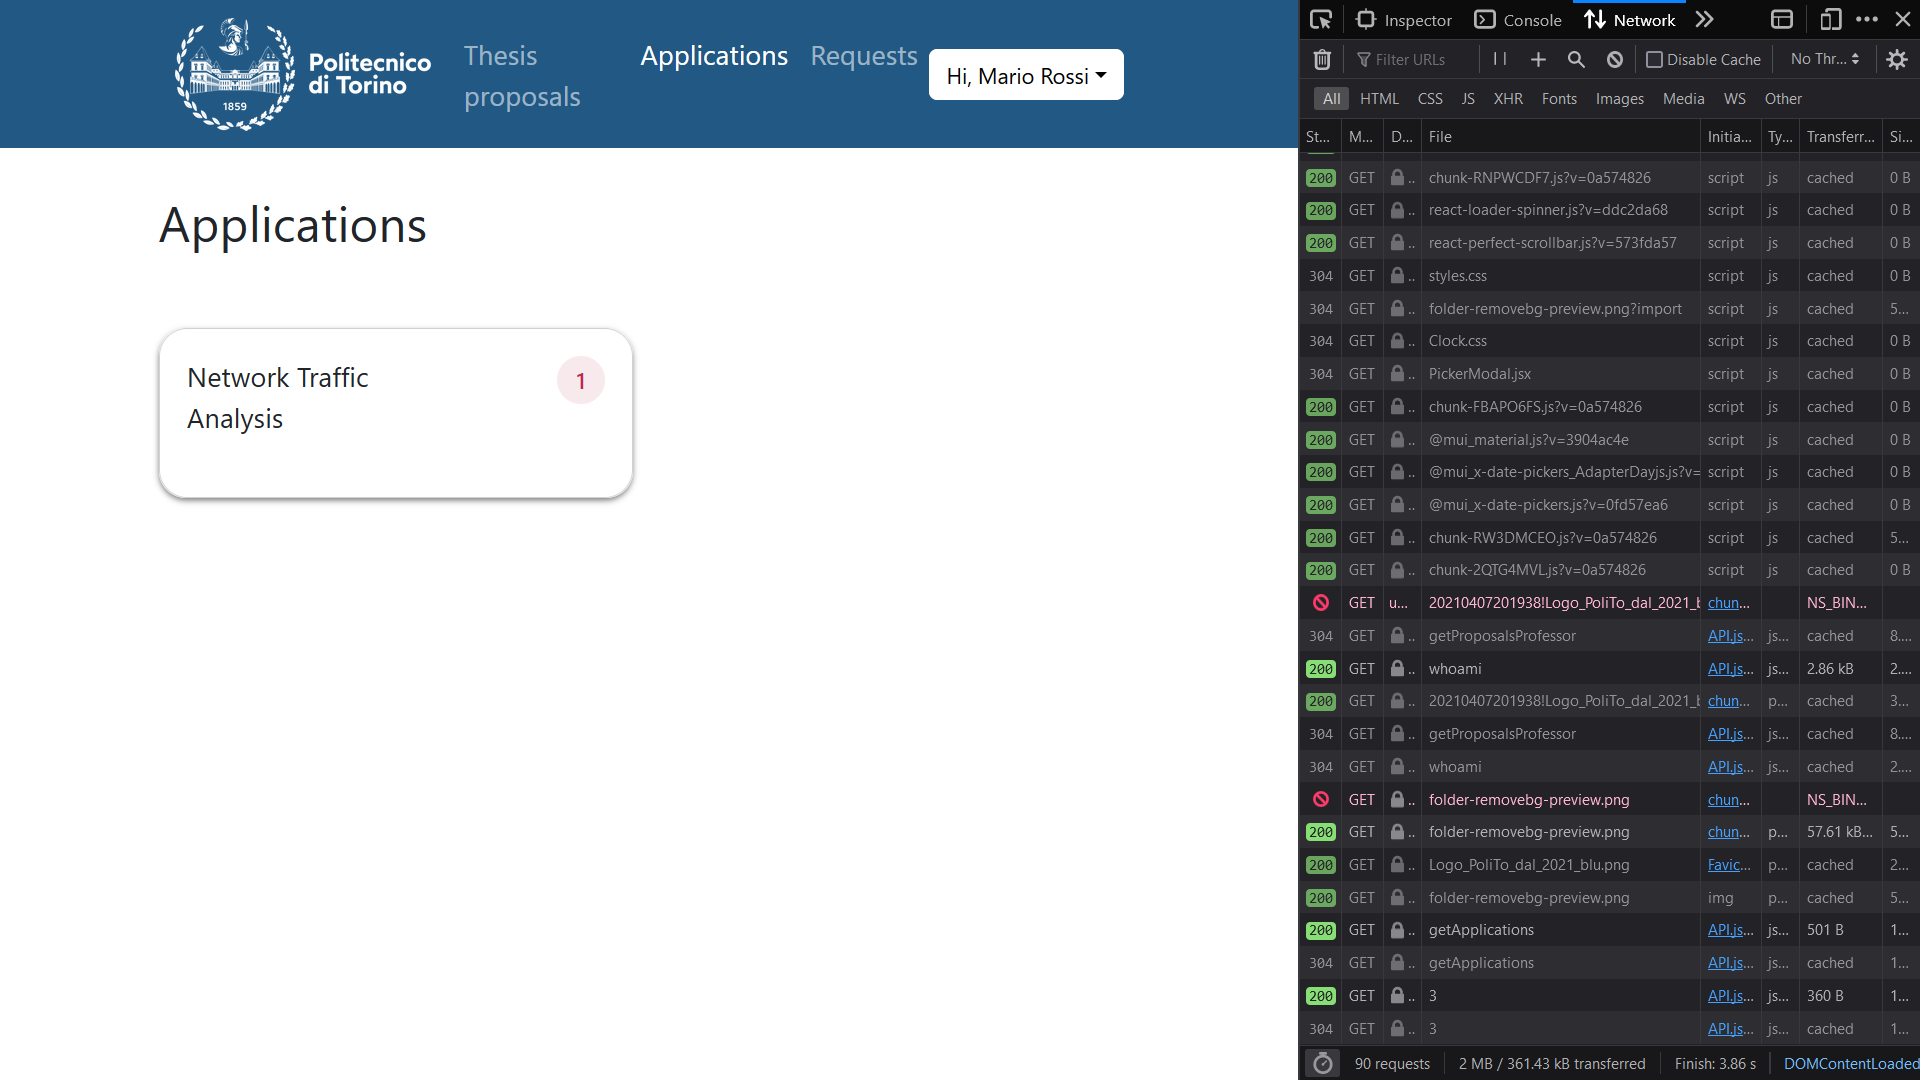 Politecnico
di Torino
1859
Thesis
proposals
Applications
Requests
Hi, Mario Rossi
Applications
Network Traffic
Analysis
1
Inspector
Console
Network
Filter URLs
Disable Cache
No Thr...
All HTML CSS JS XHR Fonts Images Media WS Other
St... M... D... File Initia... Ty... Transferr... Si...
200 GET .. chunk-RNPWCDF7.js?v=0a574826 script js cached 0 B
200 GET .. react-loader-spinner.js?v=ddc2da68 script js cached 0 B
200 GET .. react-perfect-scrollbar.js?v=573fda57 script js cached 0 B
304 GET .. styles.css script js cached 0 B
304 GET .. folder-removebg-preview.png?import script js cached 5...
304 GET .. Clock.css script js cached 0 B
304 GET .. PickerModal.jsx script js cached 0 B
200 GET .. chunk-FBAPO6FS.js?v=0a574826 script js cached 0 B
200 GET .. @mui_material.js?v=3904ac4e script js cached 0 B
200 GET .. @mui_x-date-pickers_AdapterDayjs.js?v= script js cached 0 B
200 GET .. @mui_x-date-pickers.js?v=0fd57ea6 script js cached 0 B
200 GET .. chunk-RW3DMCEO.js?v=0a574826 script js cached 5...
200 GET .. chunk-2QTG4MVL.js?v=0a574826 script js cached 0 B
GET u... 20210407201938!Logo_PoliTo_dal_2021_b chun... NS_BIN...
304 GET .. getProposalsProfessor API.js... js... cached 8....
200 GET .. whoami API.js... js... 2.86 kB 2....
200 GET .. 20210407201938!Logo_PoliTo_dal_2021_b chun... p... cached 3...
304 GET .. getProposalsProfessor API.js... js... cached 8....
304 GET .. whoami API.js... js... cached 2....
GET .. folder-removebg-preview.png chun... NS_BIN...
200 GET .. folder-removebg-preview.png chun... p... 57.61 kB... 5...
200 GET .. Logo_PoliTo_dal_2021_blu.png Favic... p... cached 2...
200 GET .. folder-removebg-preview.png img p... cached 5...
200 GET .. getApplications API.js... js... 501 B 1...
304 GET .. getApplications API.js... js... cached 1...
200 GET .. 3 API.js... js... 360 B 1...
304 GET .. 3 API.js... js... cached 1...
90 requests 2 MB / 361.43 kB transferred Finish: 3.86 s DOMContentLoaded